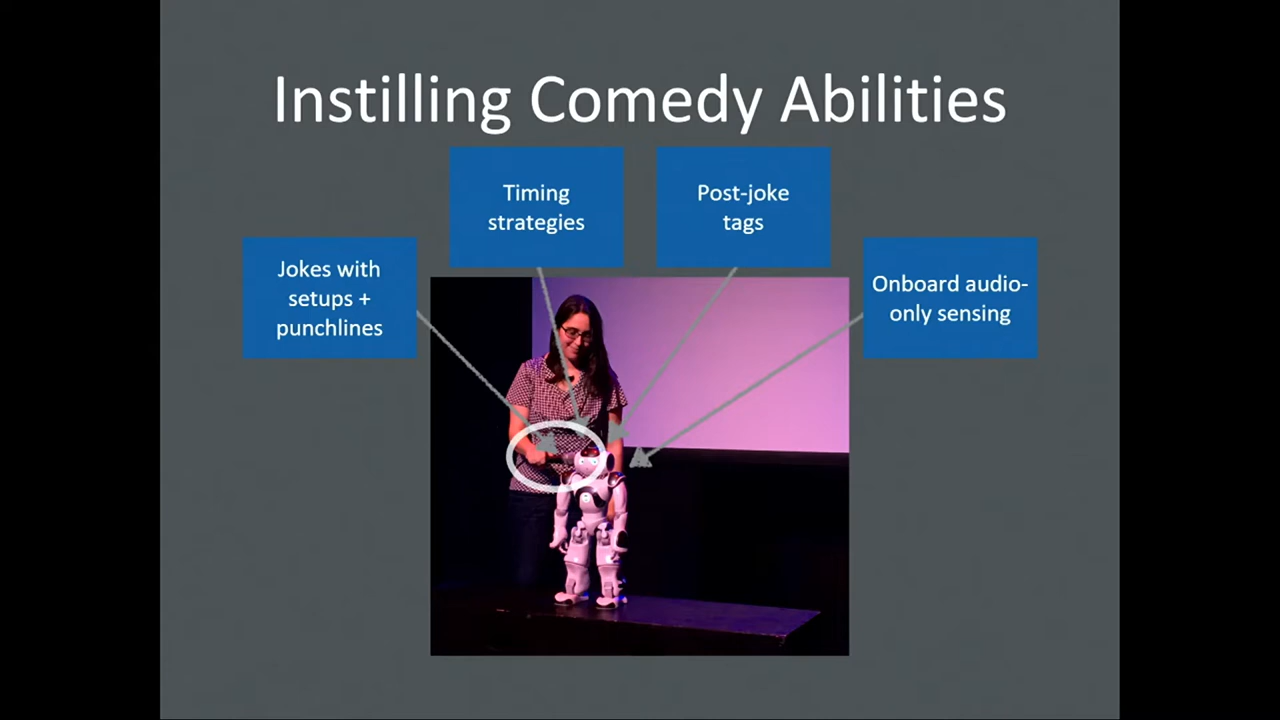 Instilling Comedy Abilities
Timing
strategies
Post-joke
tags
Jokes with
setups +
punchlines
Onboard audio-
only sensing